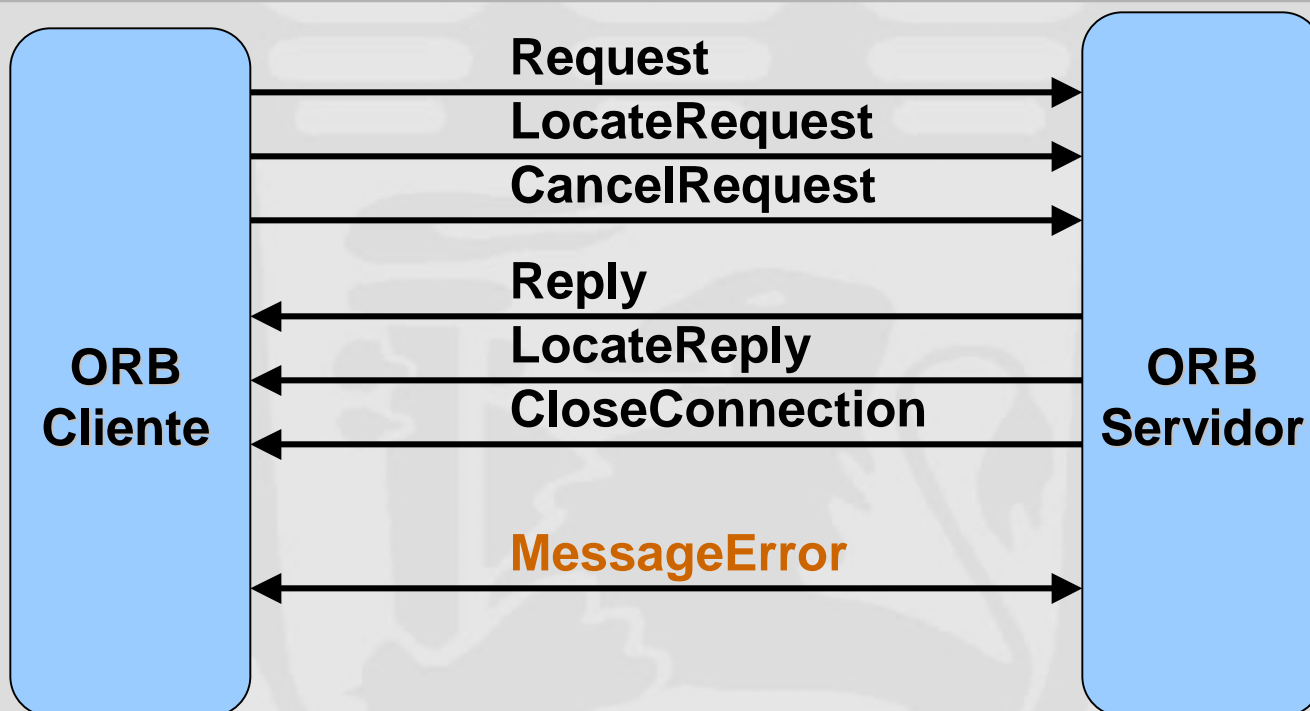 Request
LocateRequest
CancelRequest
Reply
LocateReply
CloseConnection
MessageError
ORB
Cliente
ORB
Servidor